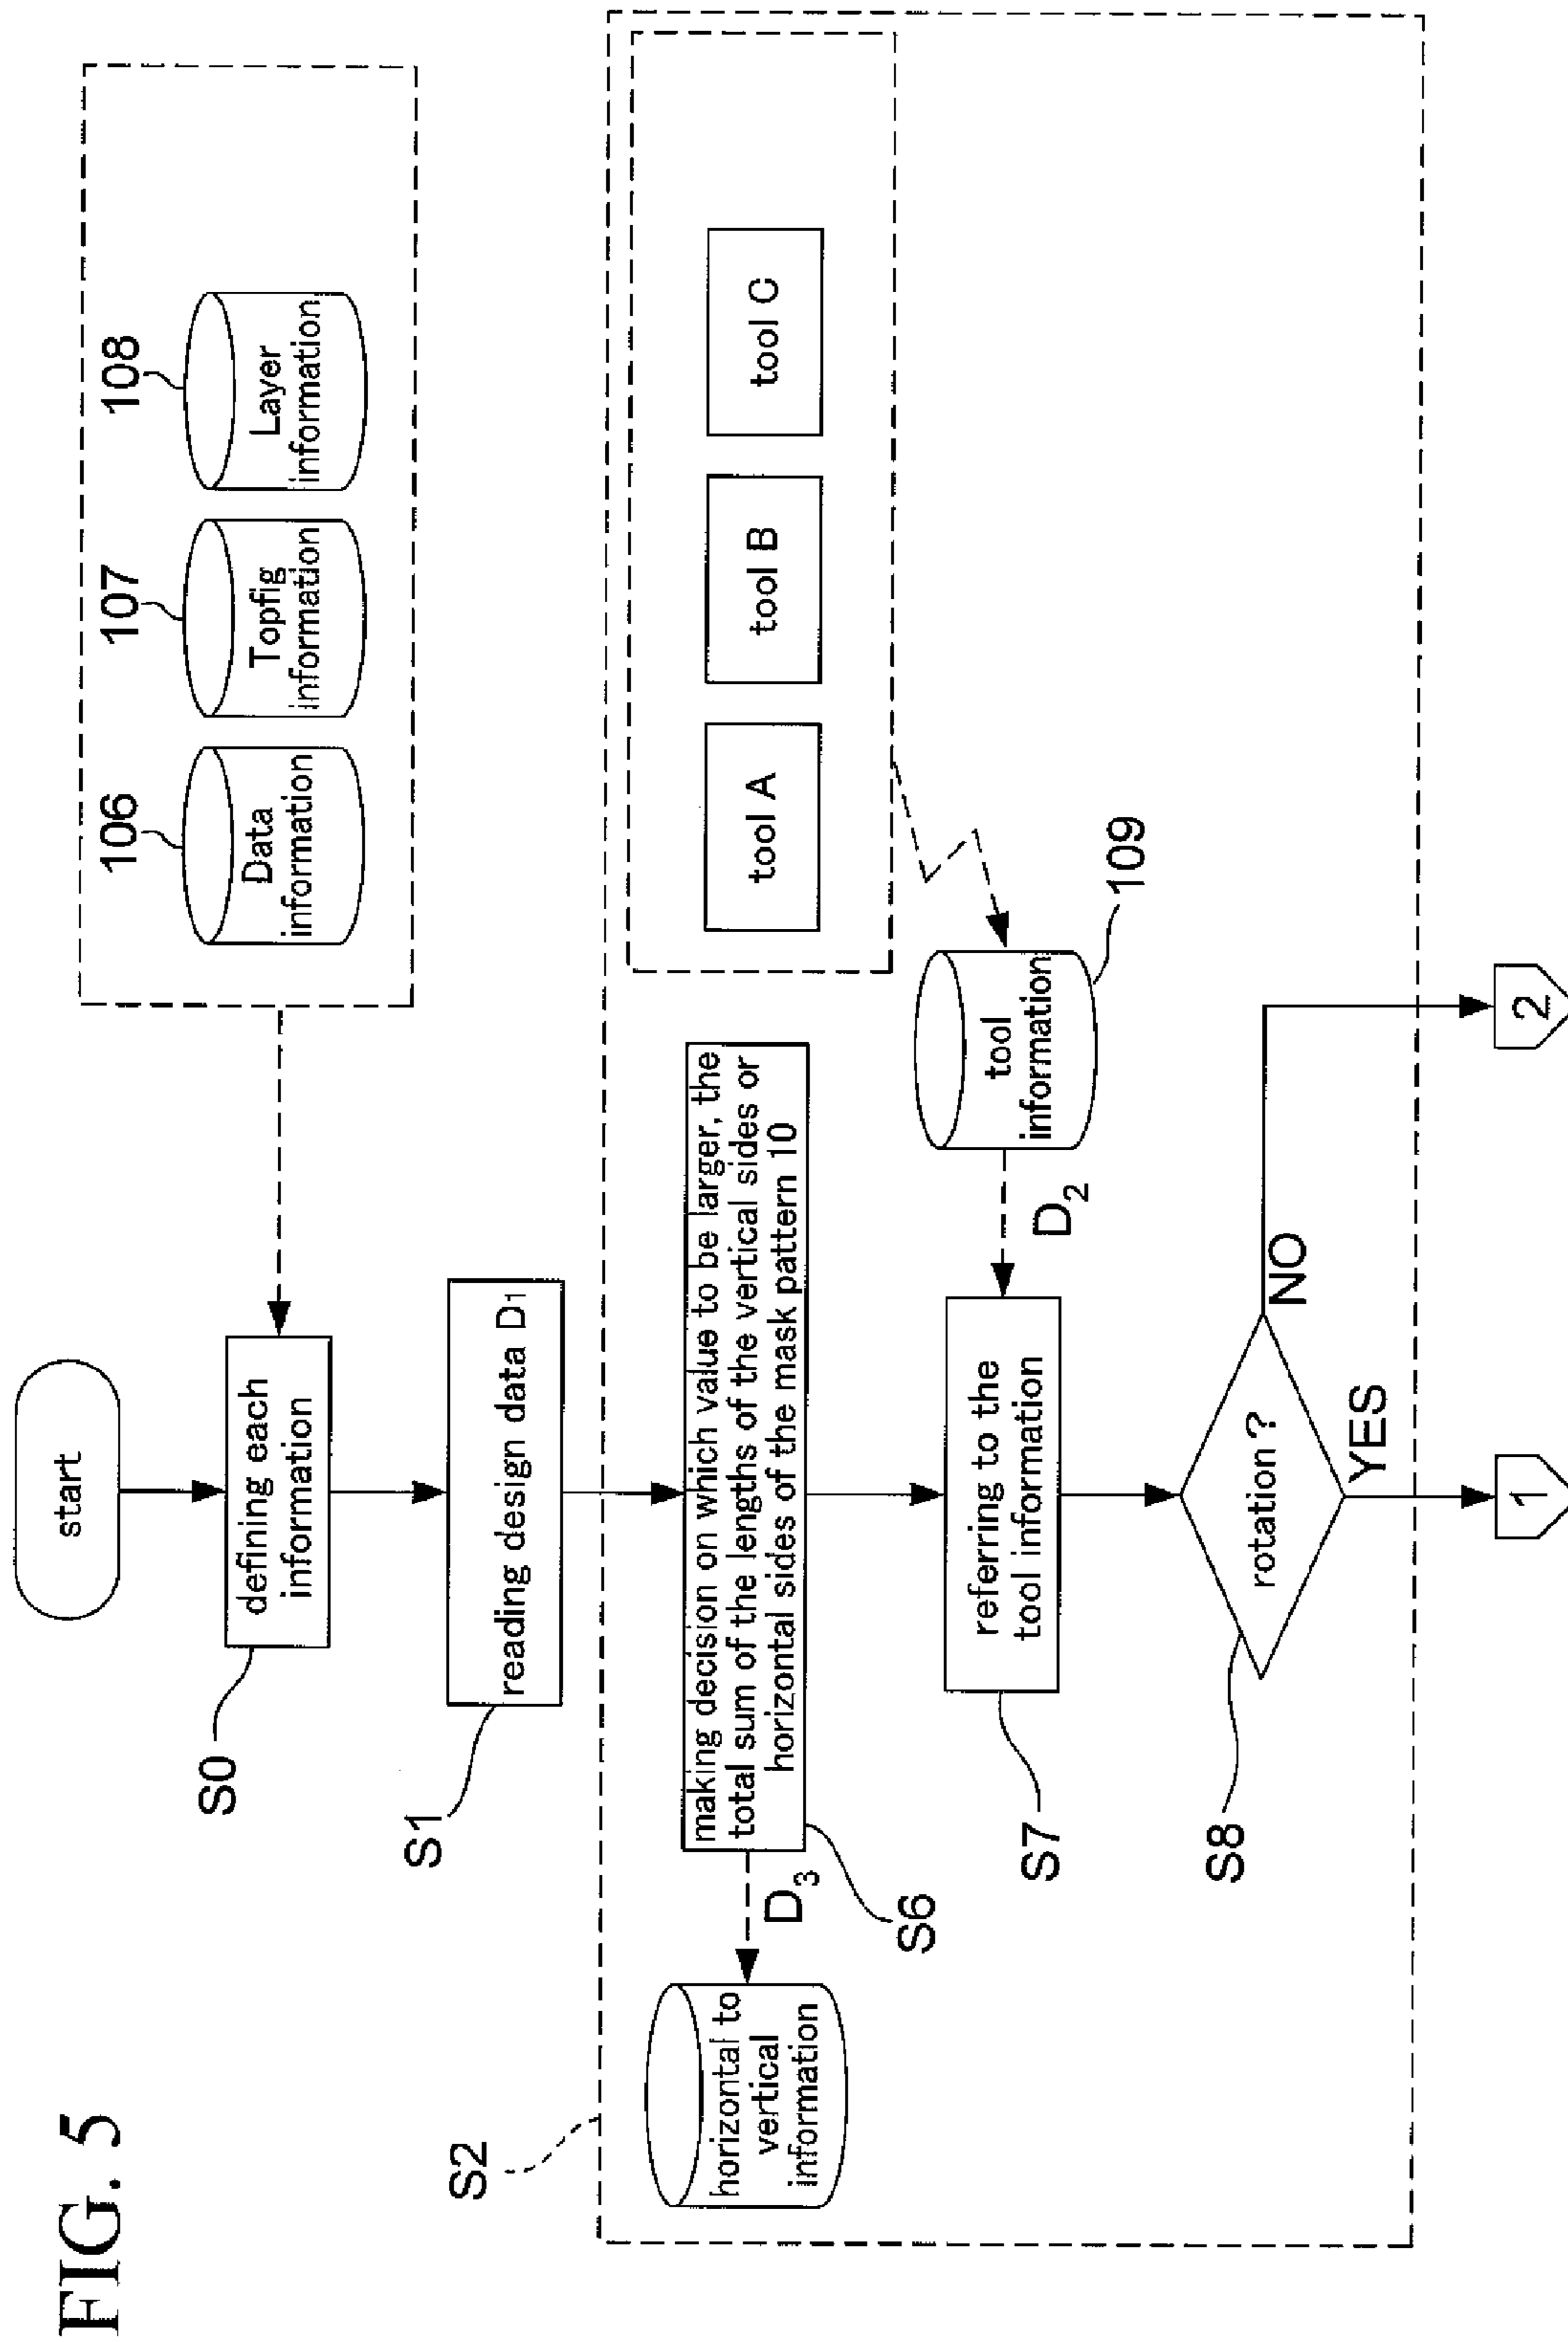 FIG. 5
start
S0
defining each
information
106
Data
information
107
Topfig
information
108
Layer
information
S1
reading design data D1
S2
horizontal to
vertical
information
D3
S6
making decision on which value to be larger, the
total sum of the lengths of the vertical sides or
horizontal sides of the mask pattern 10
tool A
tool B
tool C
S7
referring to the
tool information
D2
tool
information
109
S8
rotation?
NO
YES
1
2